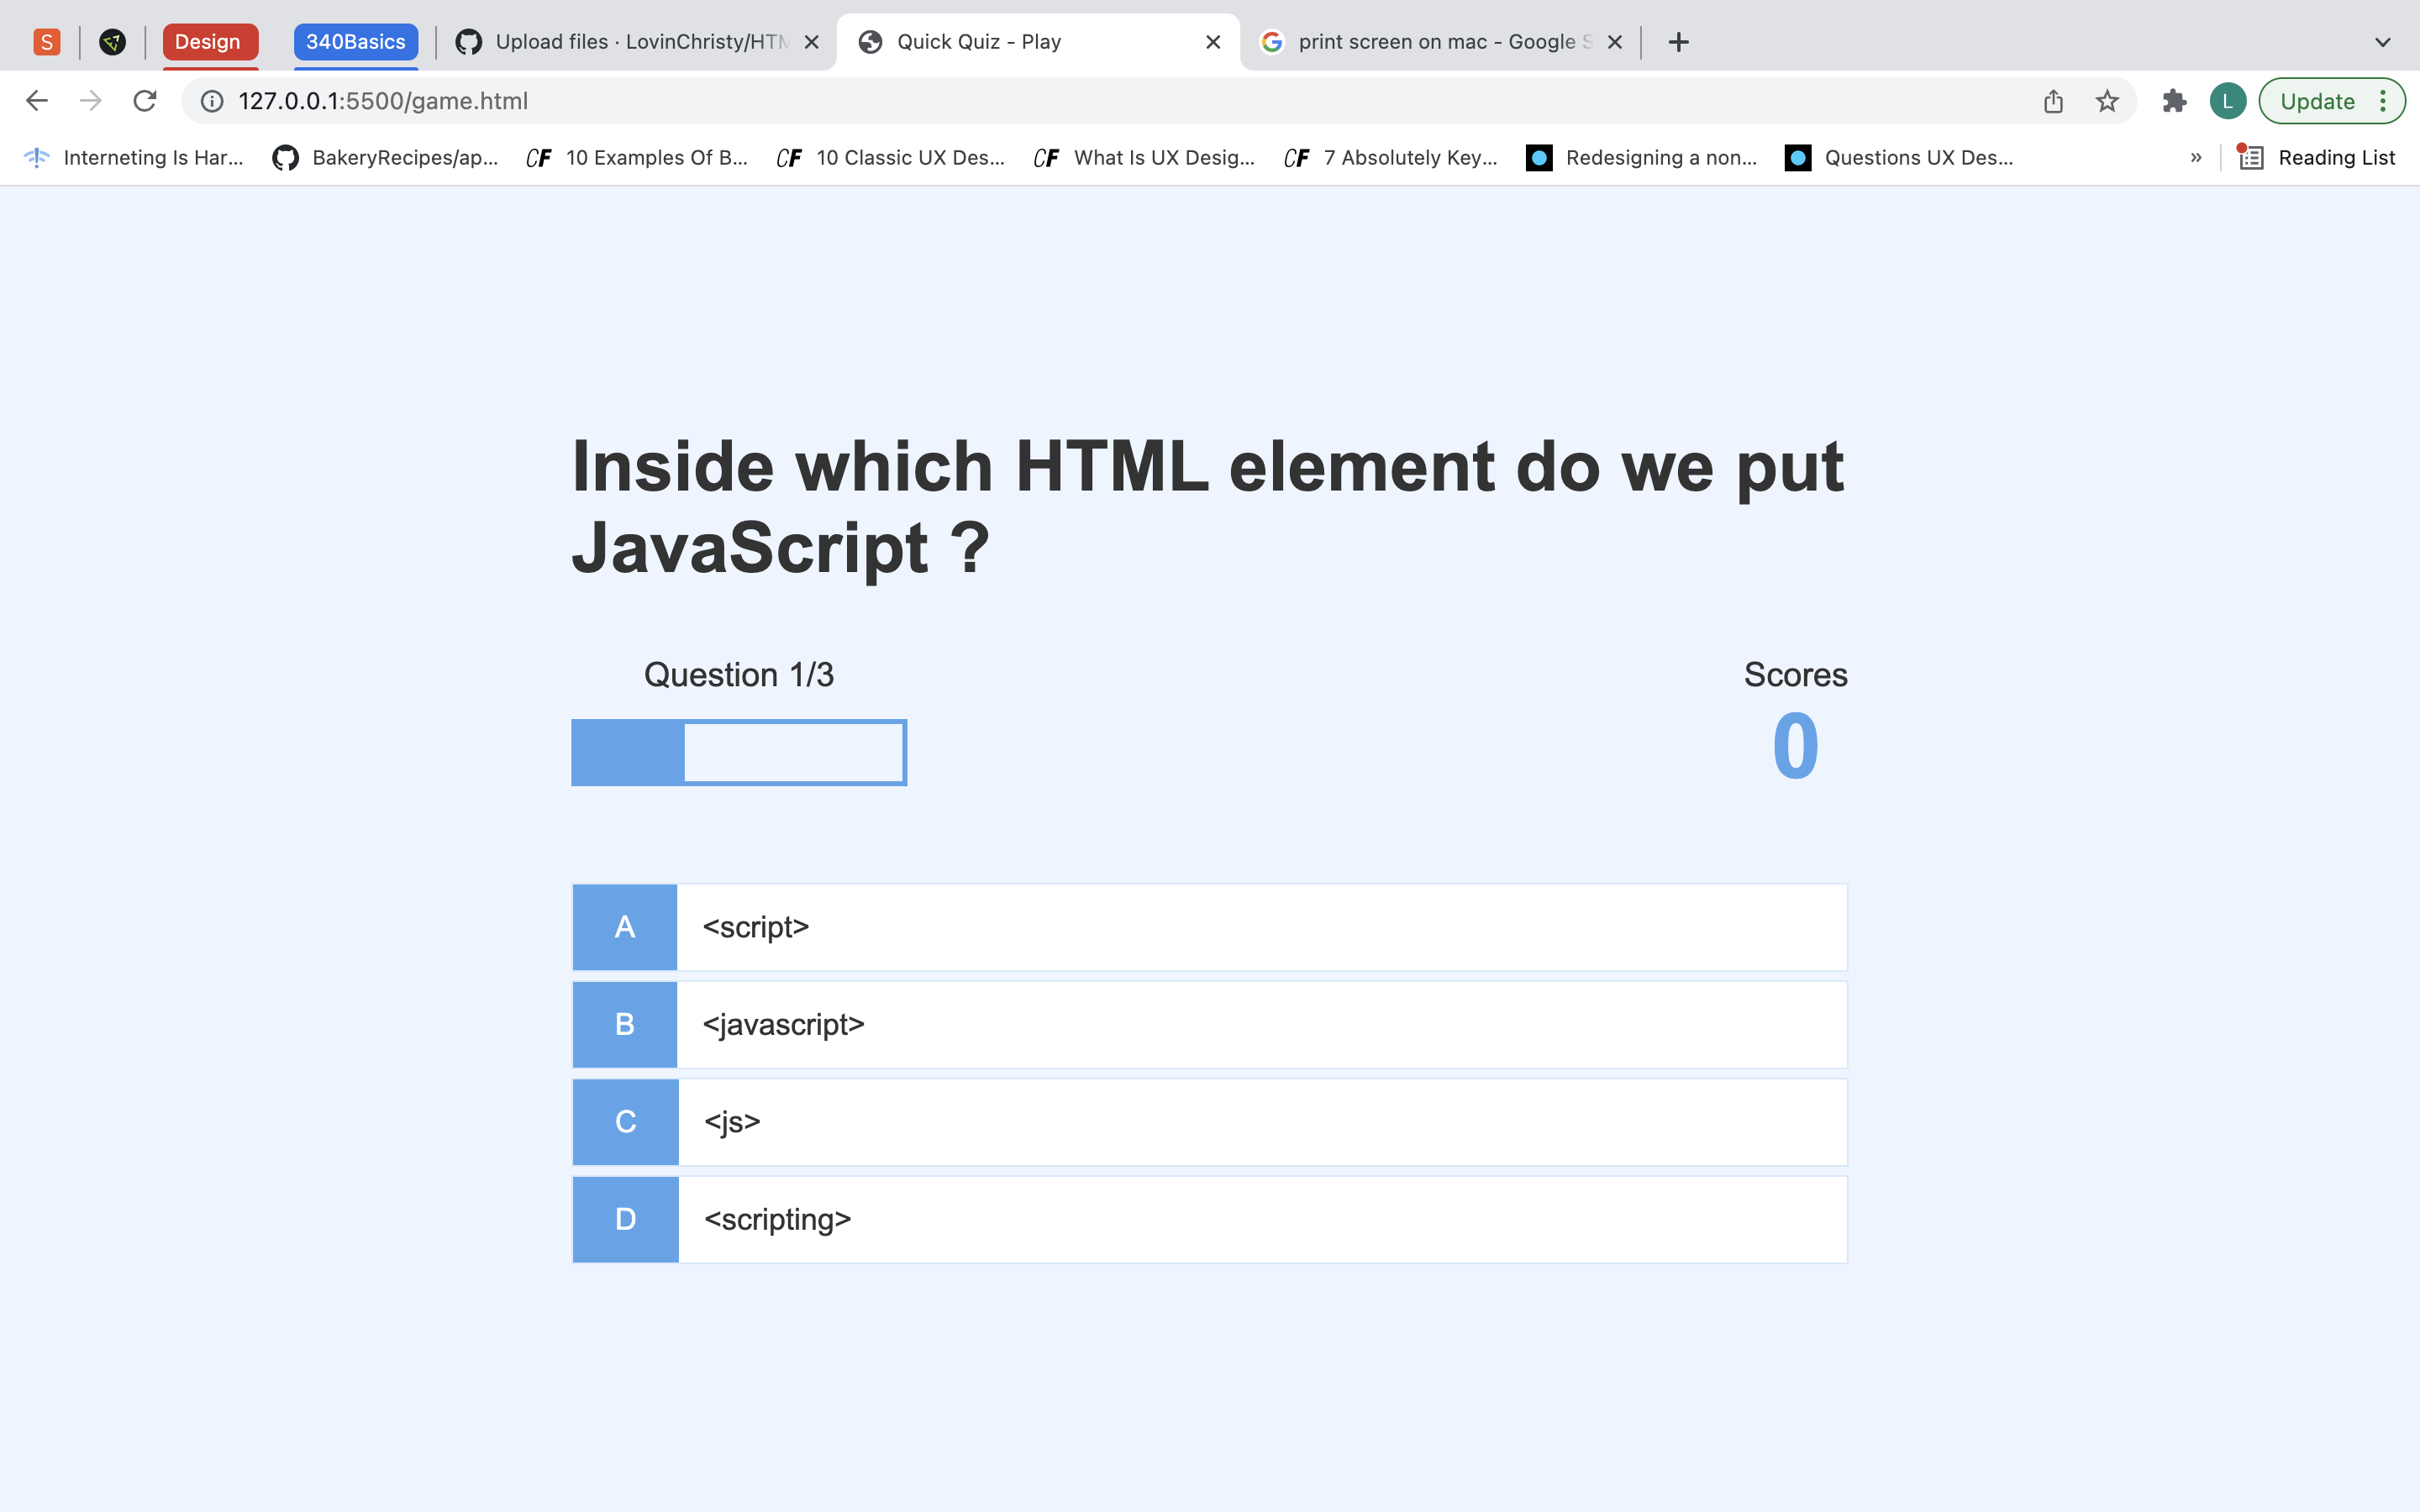 S
Design
340Basics
Upload files · LovinChristy/HTM
Quick Quiz - Play
print screen on mac - Google S
127.0.0.1:5500/game.html
L
Update
Interneting Is Har...
BakeryRecipes/ap...
CF 10 Examples Of B...
CF 10 Classic UX Des...
CF What Is UX Desig...
CF 7 Absolutely Key...
Redesigning a non...
Questions UX Des...
»
Reading List
Inside which HTML element do we put
JavaScript ?
Question 1/3
Scores
0
A <script>
B <javascript>
C <js>
D <scripting>